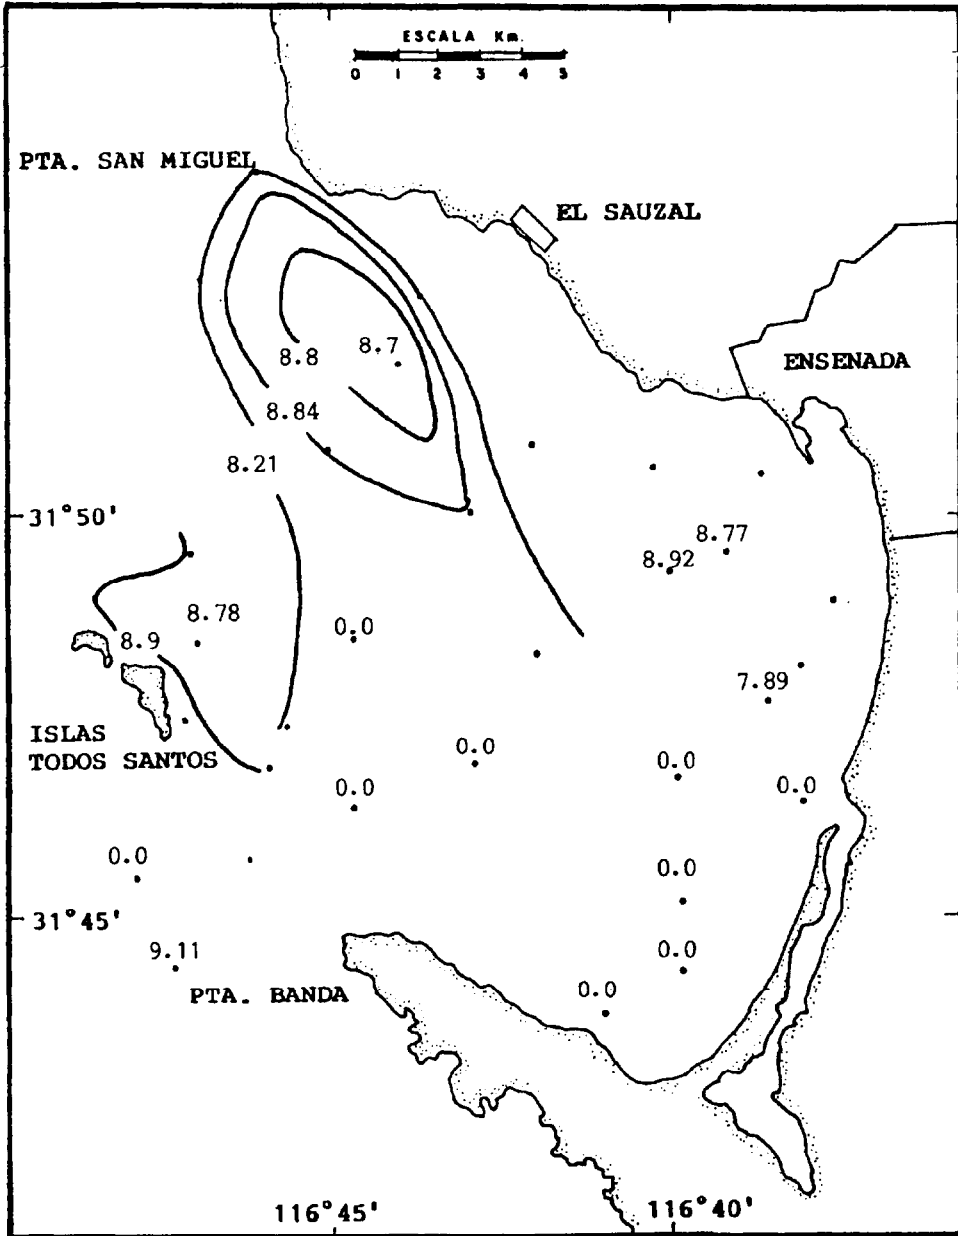 ESCALA Km.
0 1 2 3 4 5
PTA. SAN MIGUEL
EL SAUZAL
8.8
8.7
ENSENADA
8.84
8.21
31°50'
8.77
8.92
8.78
0.0
8.9
7.89
ISLAS
TODOS SANTOS
0.0
0.0
0.0
0.0
0.0
0.0
31°45'
9.11
0.0
PTA. BANDA
0.0
116°45'
116°40'